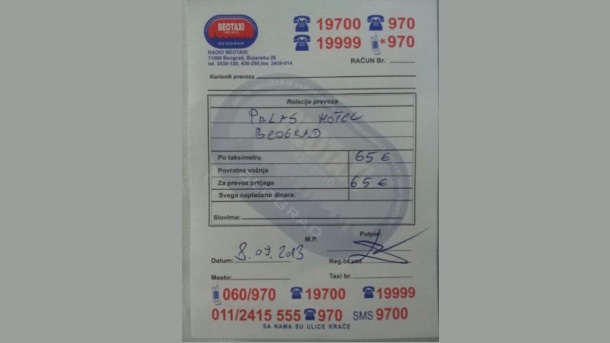 BEOTAXI
BEOGRAD
19700 970
19999 *970
RADIO BEOTAXI
11000 Beograd, Bojanska 26
RAČUN Br.
Korisnik prevoza
Relacija prevoza
PALAS HOTEL
BEOGRAD
Po taksimetru 65 €
Povratna vožnja
Za prevoz prtljaga 65 €
Svega naplaćeno dinara:
Slovima:
M.P. Potpis:
Datum: 8.09.2013 Reg.br.voz.
Mesto: Taxi br.
060/970 19700 19999
011/2415 555 970 SMS 9700
SA NAMA SU ULICE KRAĆE